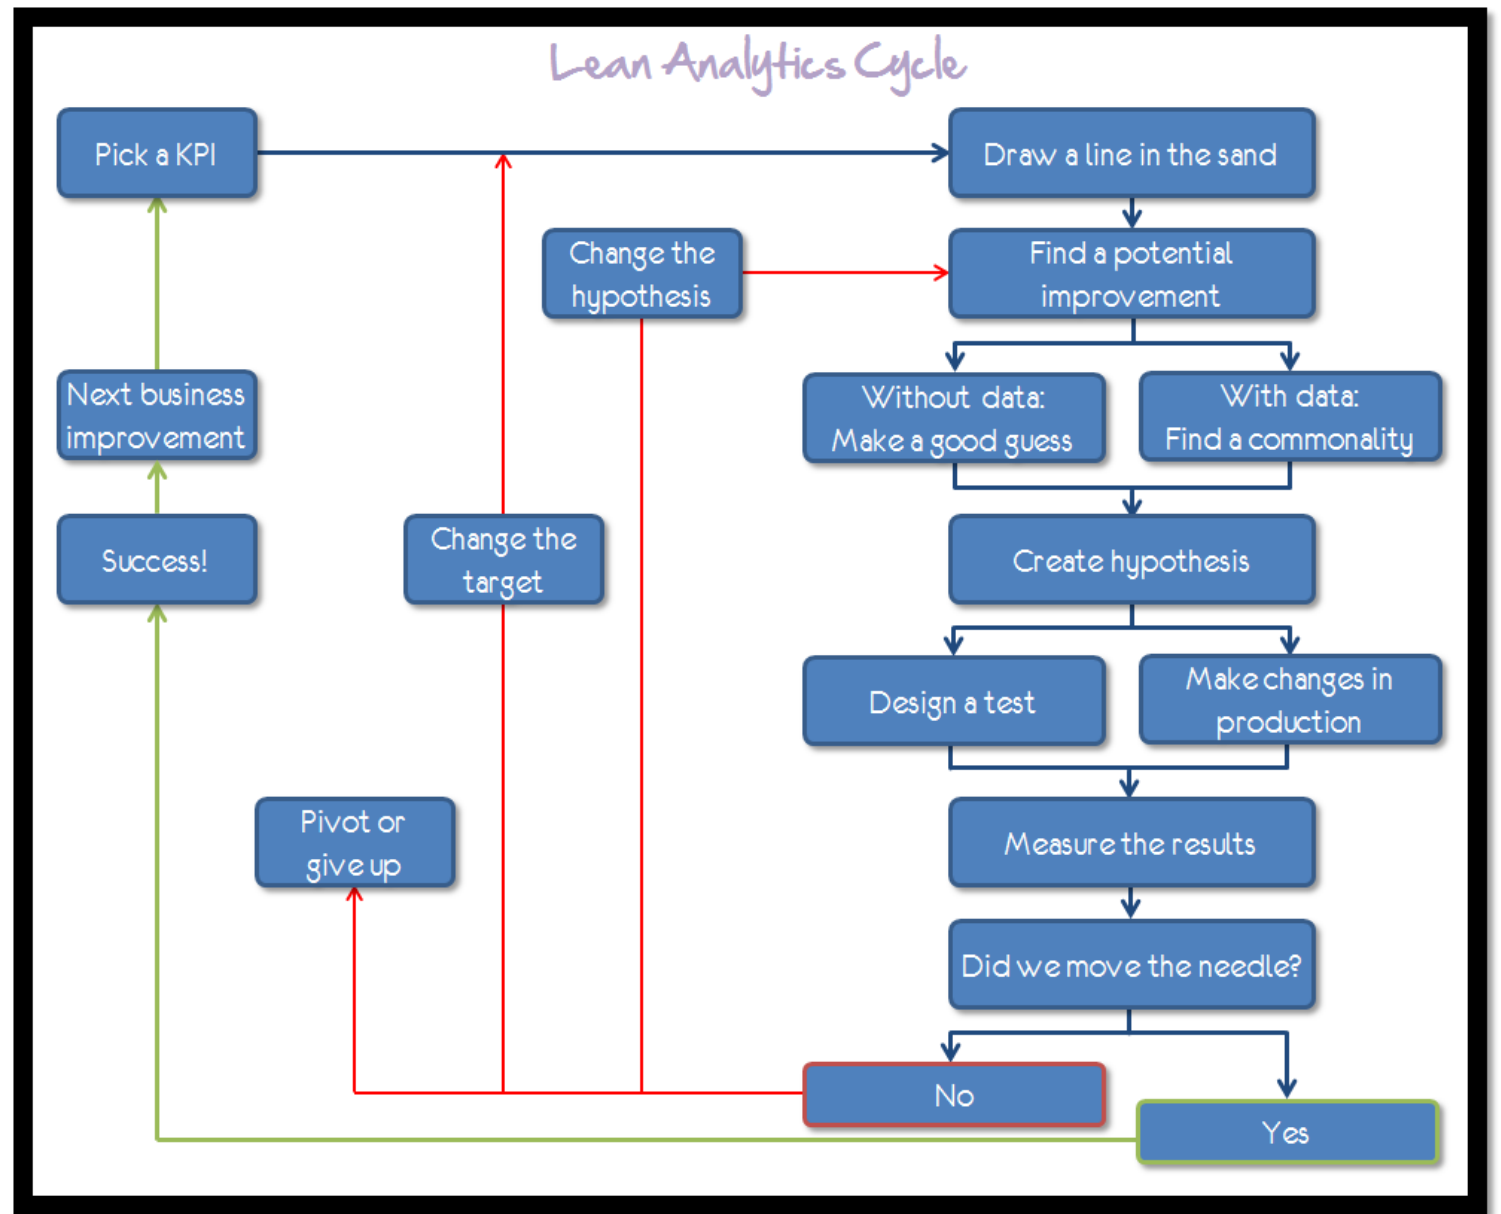 Lean Analytics Cycle
Pick a KPI
Draw a line in the sand
Change the
hypothesis
Find a potential
improvement
Next business
improvement
Without data:
Make a good guess
With data:
Find a commonality
Success!
Change the
target
Create hypothesis
Design a test
Make changes in
production
Pivot or
give up
Measure the results
Did we move the needle?
No
Yes